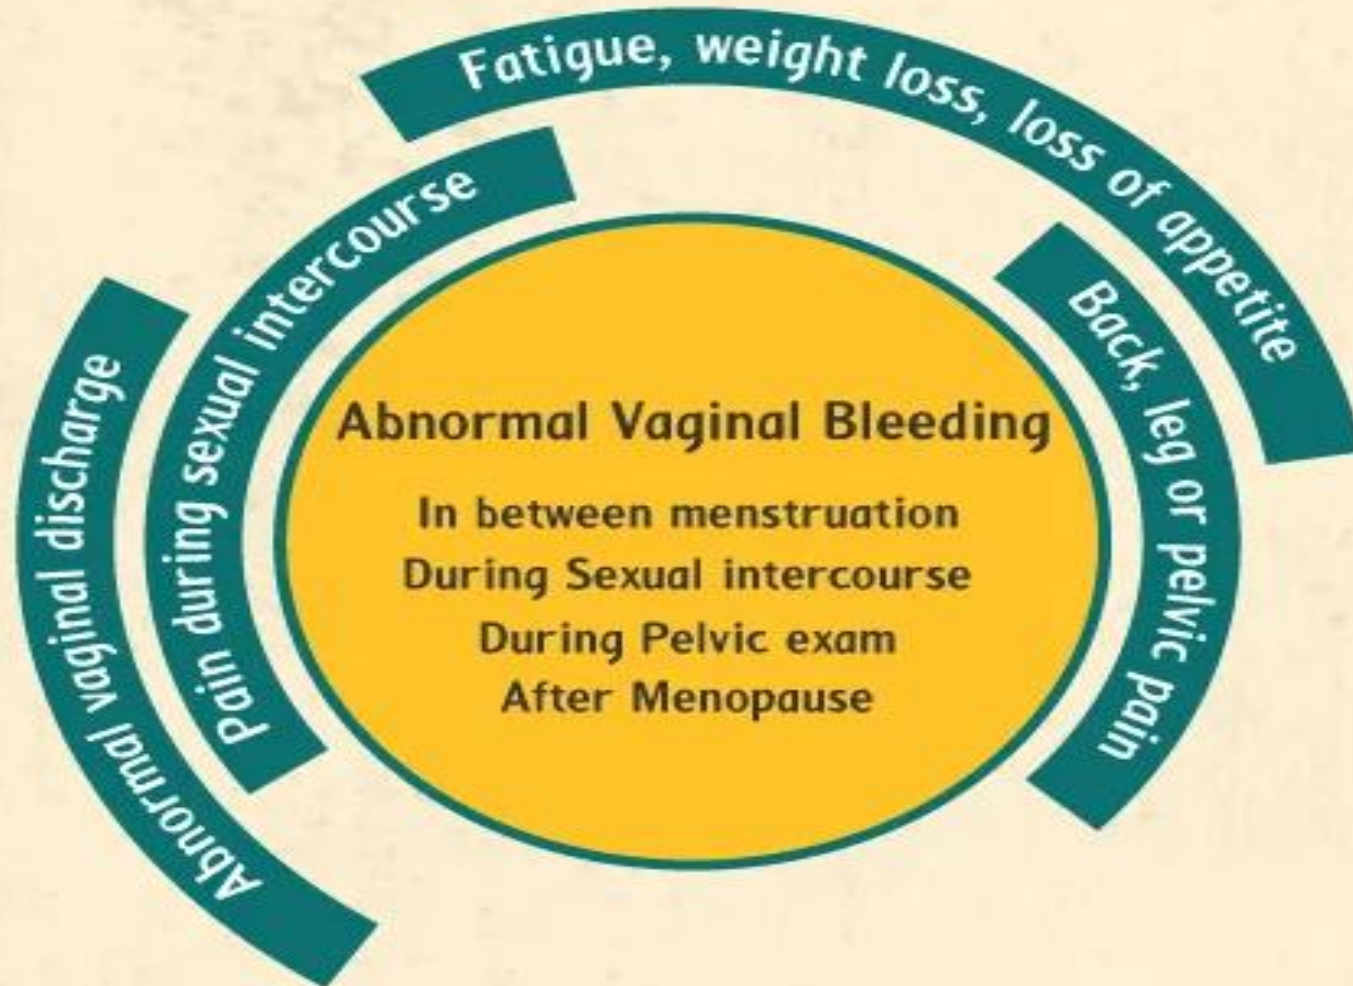 Fatigue, weight loss, loss of appetite
Pain during sexual intercourse
Abnormal vaginal discharge
Back, leg or pelvic pain
Abnormal Vaginal Bleeding
In between menstruation
During Sexual intercourse
During Pelvic exam
After Menopause